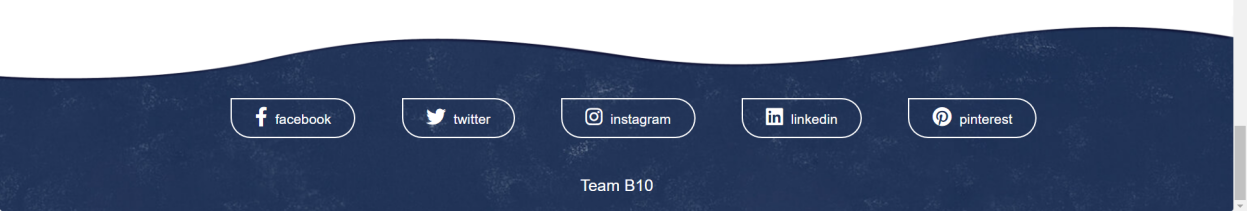 facebook twitter instagram linkedin pinterest
Team B10